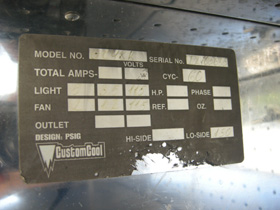 MODEL NO. SERIAL NO.
VOLTS
TOTAL AMPS- CYC-
LIGHT H.P. PHASE
FAN REF. OZ.
OUTLET
DESIGN: PSIG HI-SIDE LO-SIDE
CustomCool